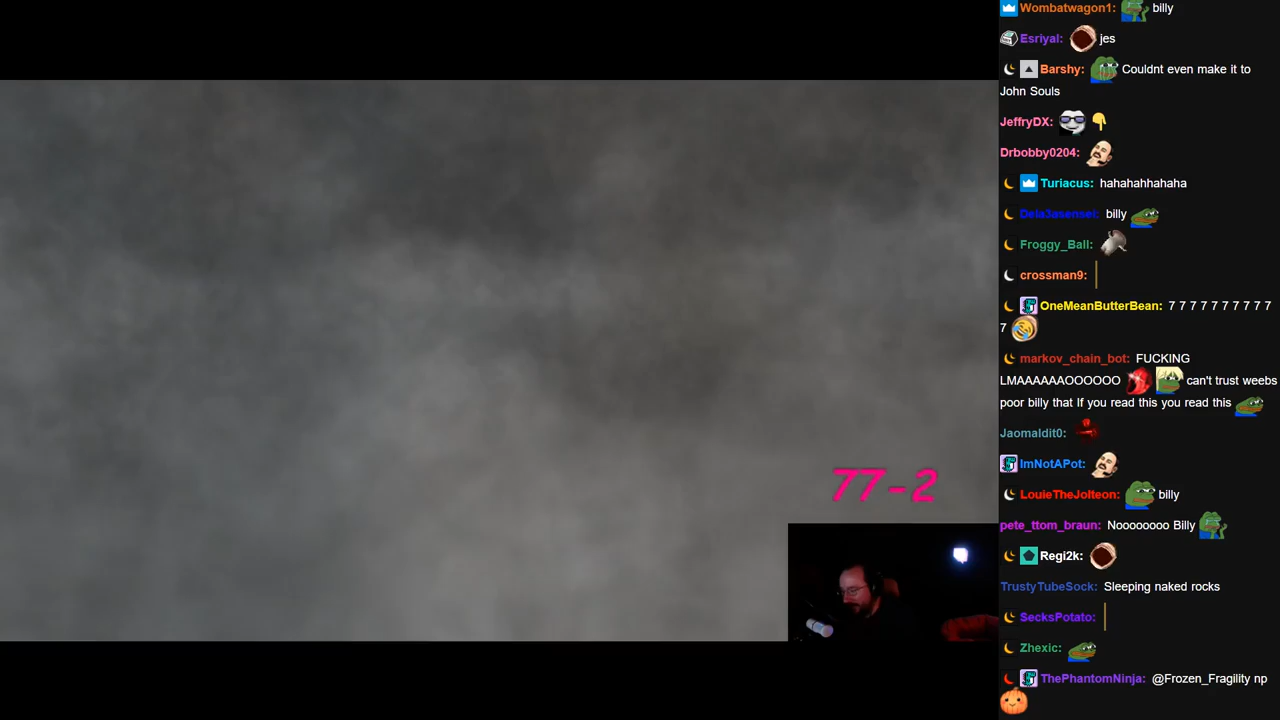 Wombatwagon1: billy
Esriyal: jes
Barshy: Couldnt even make it to
John Souls
JeffryDX:
Drbobby0204:
Turiacus: hahahahhahaha
Dela3asensei: billy
Froggy_Ball:
crossman9:
OneMeanButterBean: 7 7 7 7 7 7 7 7 7 7
7
markov_chain_bot: FUCKING
LMAAAAAAOOOOOO can't trust weebs
poor billy that If you read this you read this
Jaomaldit0:
ImNotAPot:
LouieTheJolteon: billy
pete_ttom_braun: Noooooooo Billy
Regi2k:
TrustyTubeSock: Sleeping naked rocks
SecksPotato:
Zhexic:
ThePhantomNinja: @Frozen_Fragility np
77-2